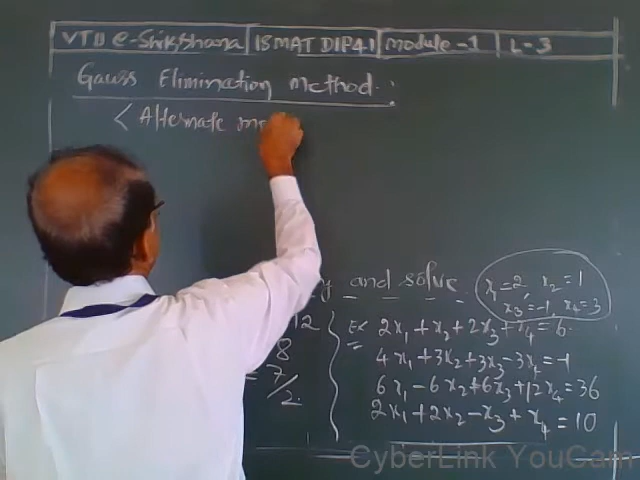 VTU e-Shikshana | 18MATDIP41 | Module-1 | L-3
Gauss Elimination method :
< Alternate me
y and solve.
x₁=2, x₂=1
x₃=-1, x₄=3
12
8
= 7/2.
Ex 2x₁+x₂+2x₃+x₄=6.
4x₁+3x₂+3x₃-3x₄=-1
6x₁-6x₂+6x₃+12x₄=36
2x₁+2x₂-x₃+x₄=10
CyberLink YouCam